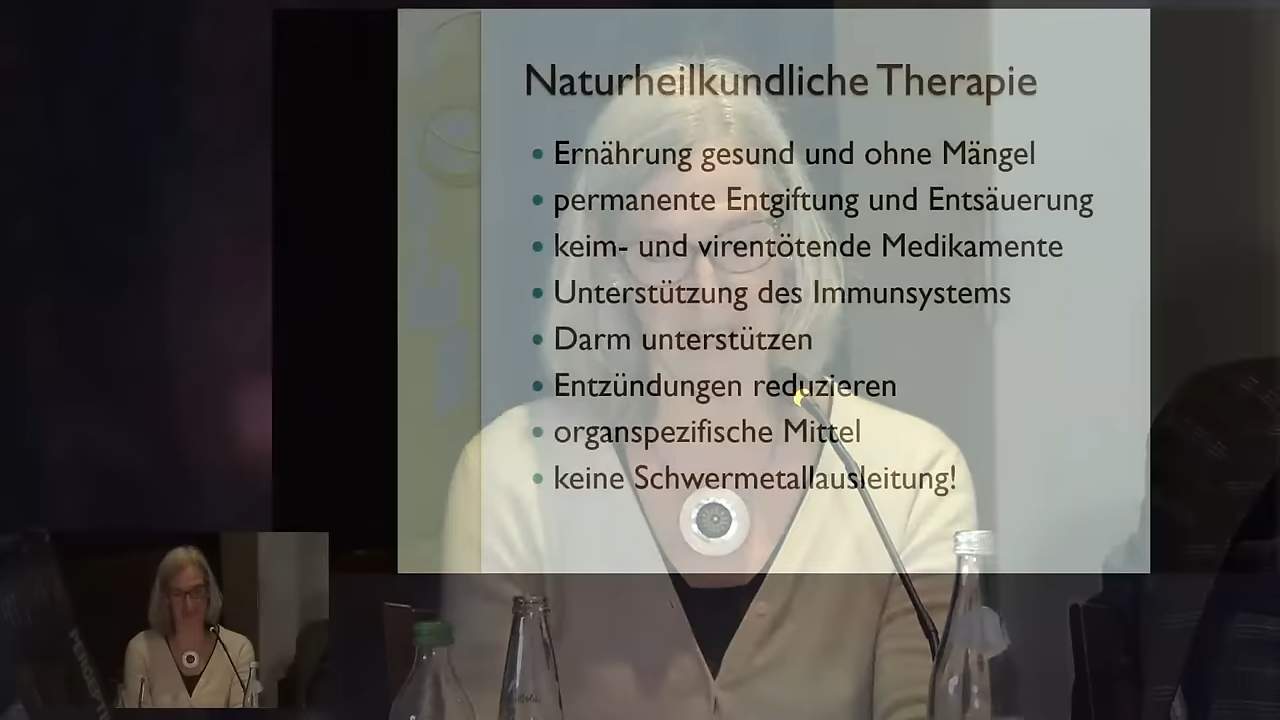 Naturheilkundliche Therapie
• Ernährung gesund und ohne Mängel
• permanente Entgiftung und Entsäuerung
• keim- und virentötende Medikamente
• Unterstützung des Immunsystems
• Darm unterstützen
• Entzündungen reduzieren
• organspezifische Mittel
• keine Schwermetallausleitung!